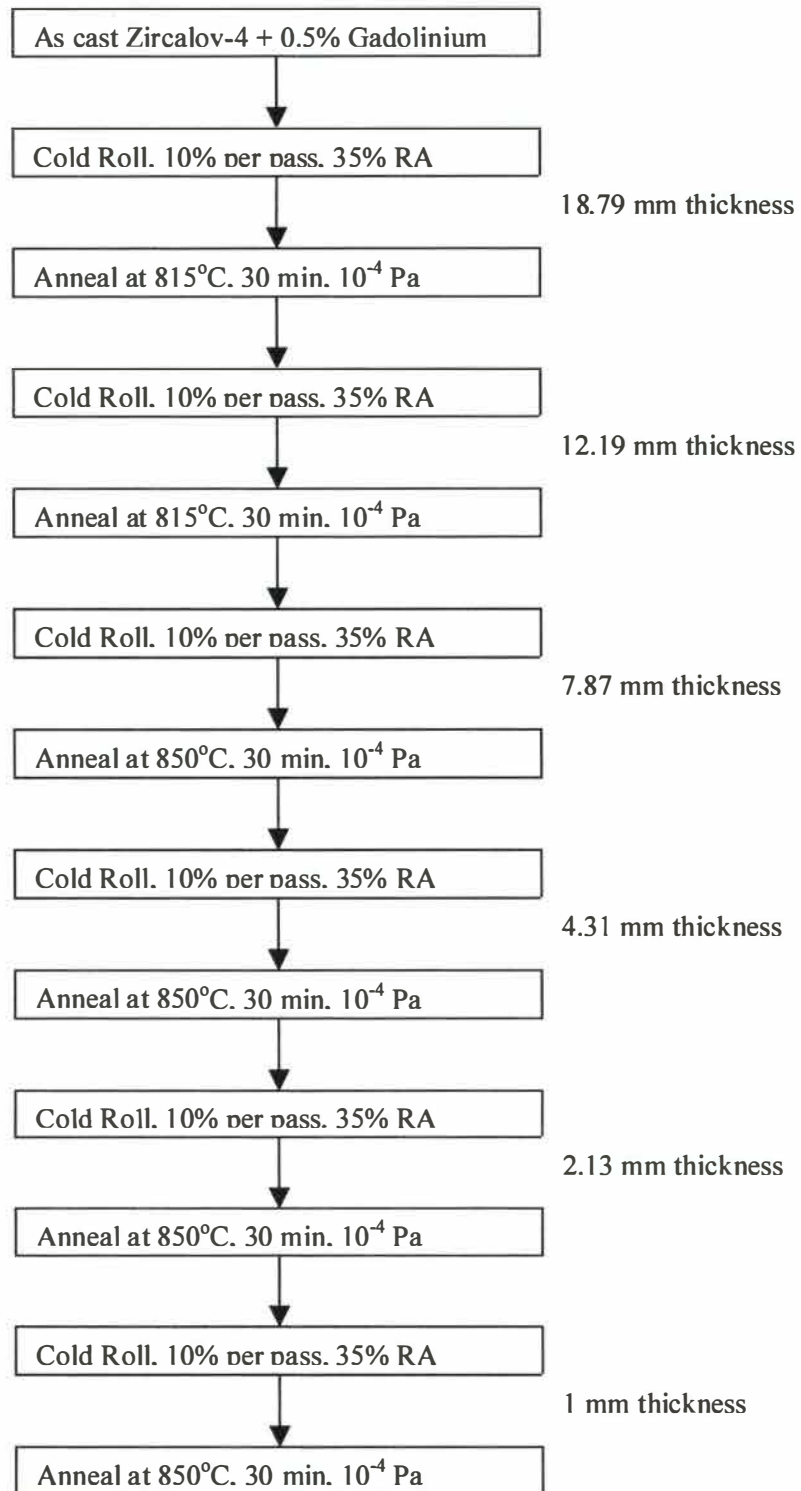 As cast Zircalov-4 + 0.5% Gadolinium
Cold Roll. 10% per pass. 35% RA
18.79 mm thickness
Anneal at 815°C. 30 min. 10⁻⁴ Pa
Cold Roll. 10% per pass. 35% RA
12.19 mm thickness
Anneal at 815°C. 30 min. 10⁻⁴ Pa
Cold Roll. 10% per pass. 35% RA
7.87 mm thickness
Anneal at 850°C. 30 min. 10⁻⁴ Pa
Cold Roll. 10% per pass. 35% RA
4.31 mm thickness
Anneal at 850°C. 30 min. 10⁻⁴ Pa
Cold Roll. 10% per pass. 35% RA
2.13 mm thickness
Anneal at 850°C. 30 min. 10⁻⁴ Pa
Cold Roll. 10% per pass. 35% RA
1 mm thickness
Anneal at 850°C. 30 min. 10⁻⁴ Pa